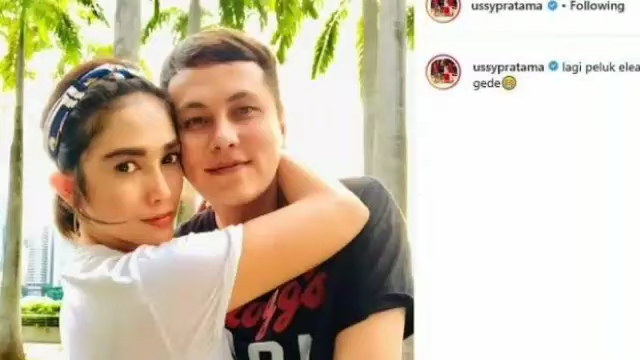 ussypratama • Following
ussypratama lagi peluk elea
gede😁